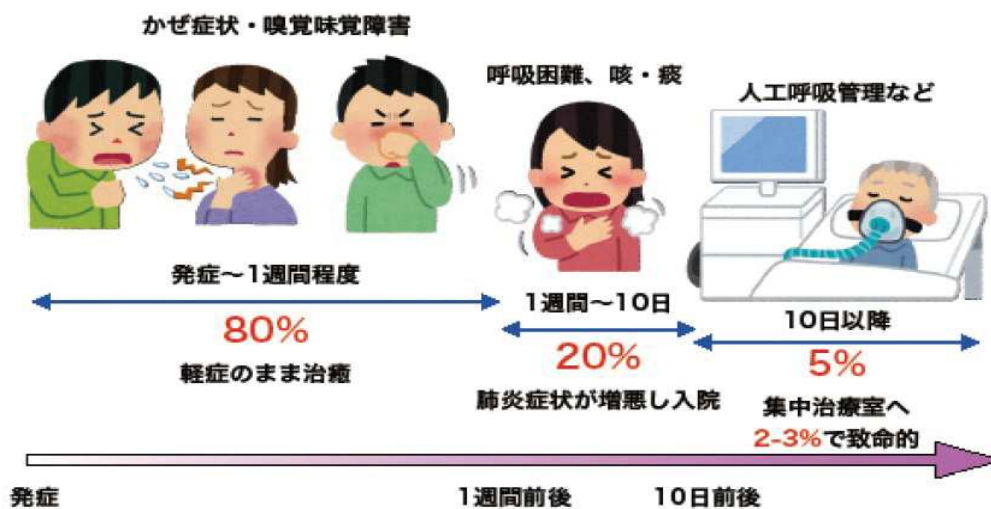 かぜ症状・嗅覚味覚障害
呼吸困難、咳・痰
人工呼吸管理など
発症～1週間程度
80%
軽症のまま治癒
1週間～10日
20%
肺炎症状が増悪し入院
10日以降
5%
集中治療室へ
2-3%で致命的
発症
1週間前後
10日前後